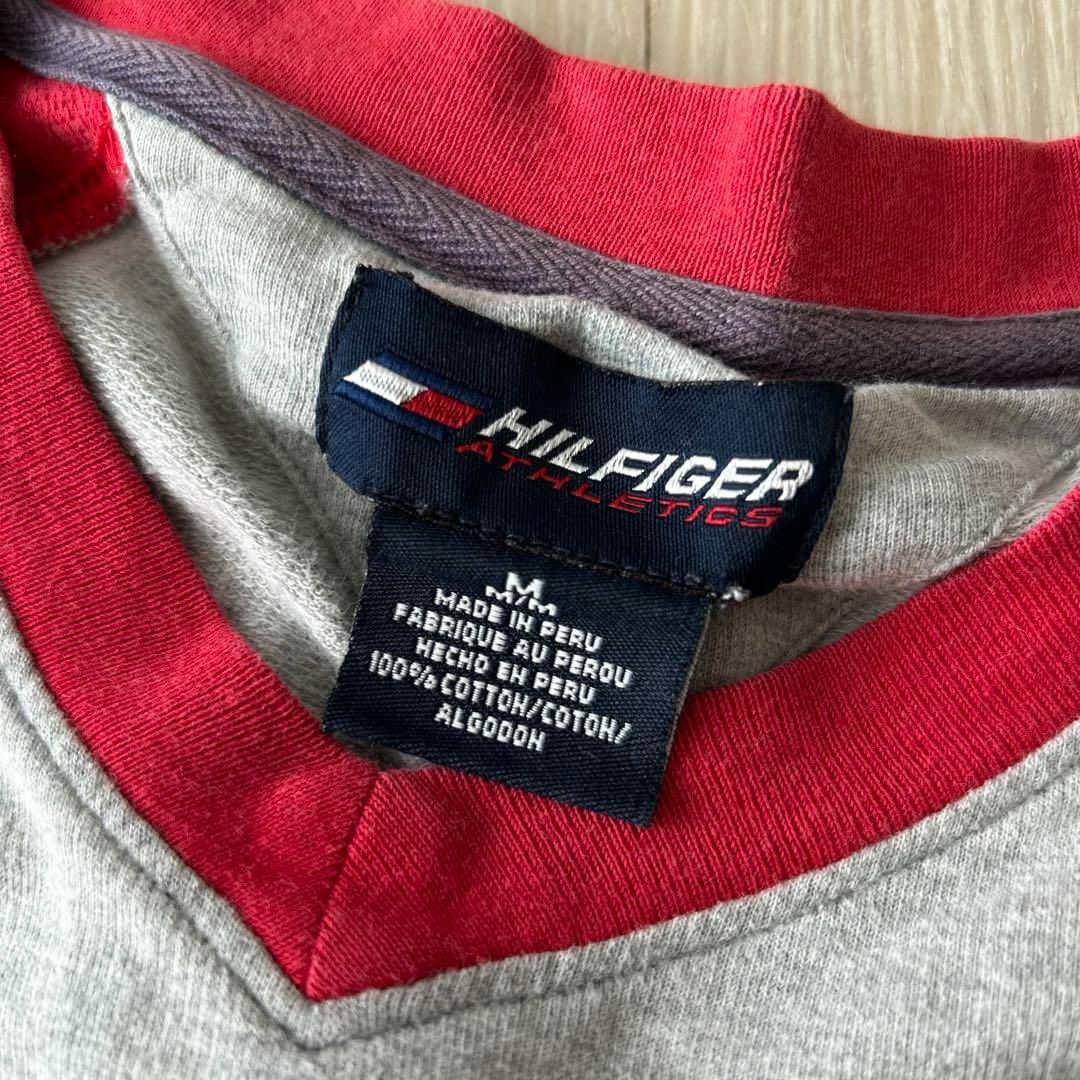 HILFIGER
ATHLETICS
M
M/M
MADE IN PERU
FABRIQUE AU PEROU
HECHO EN PERU
100% COTTON/COTON/
ALGODON